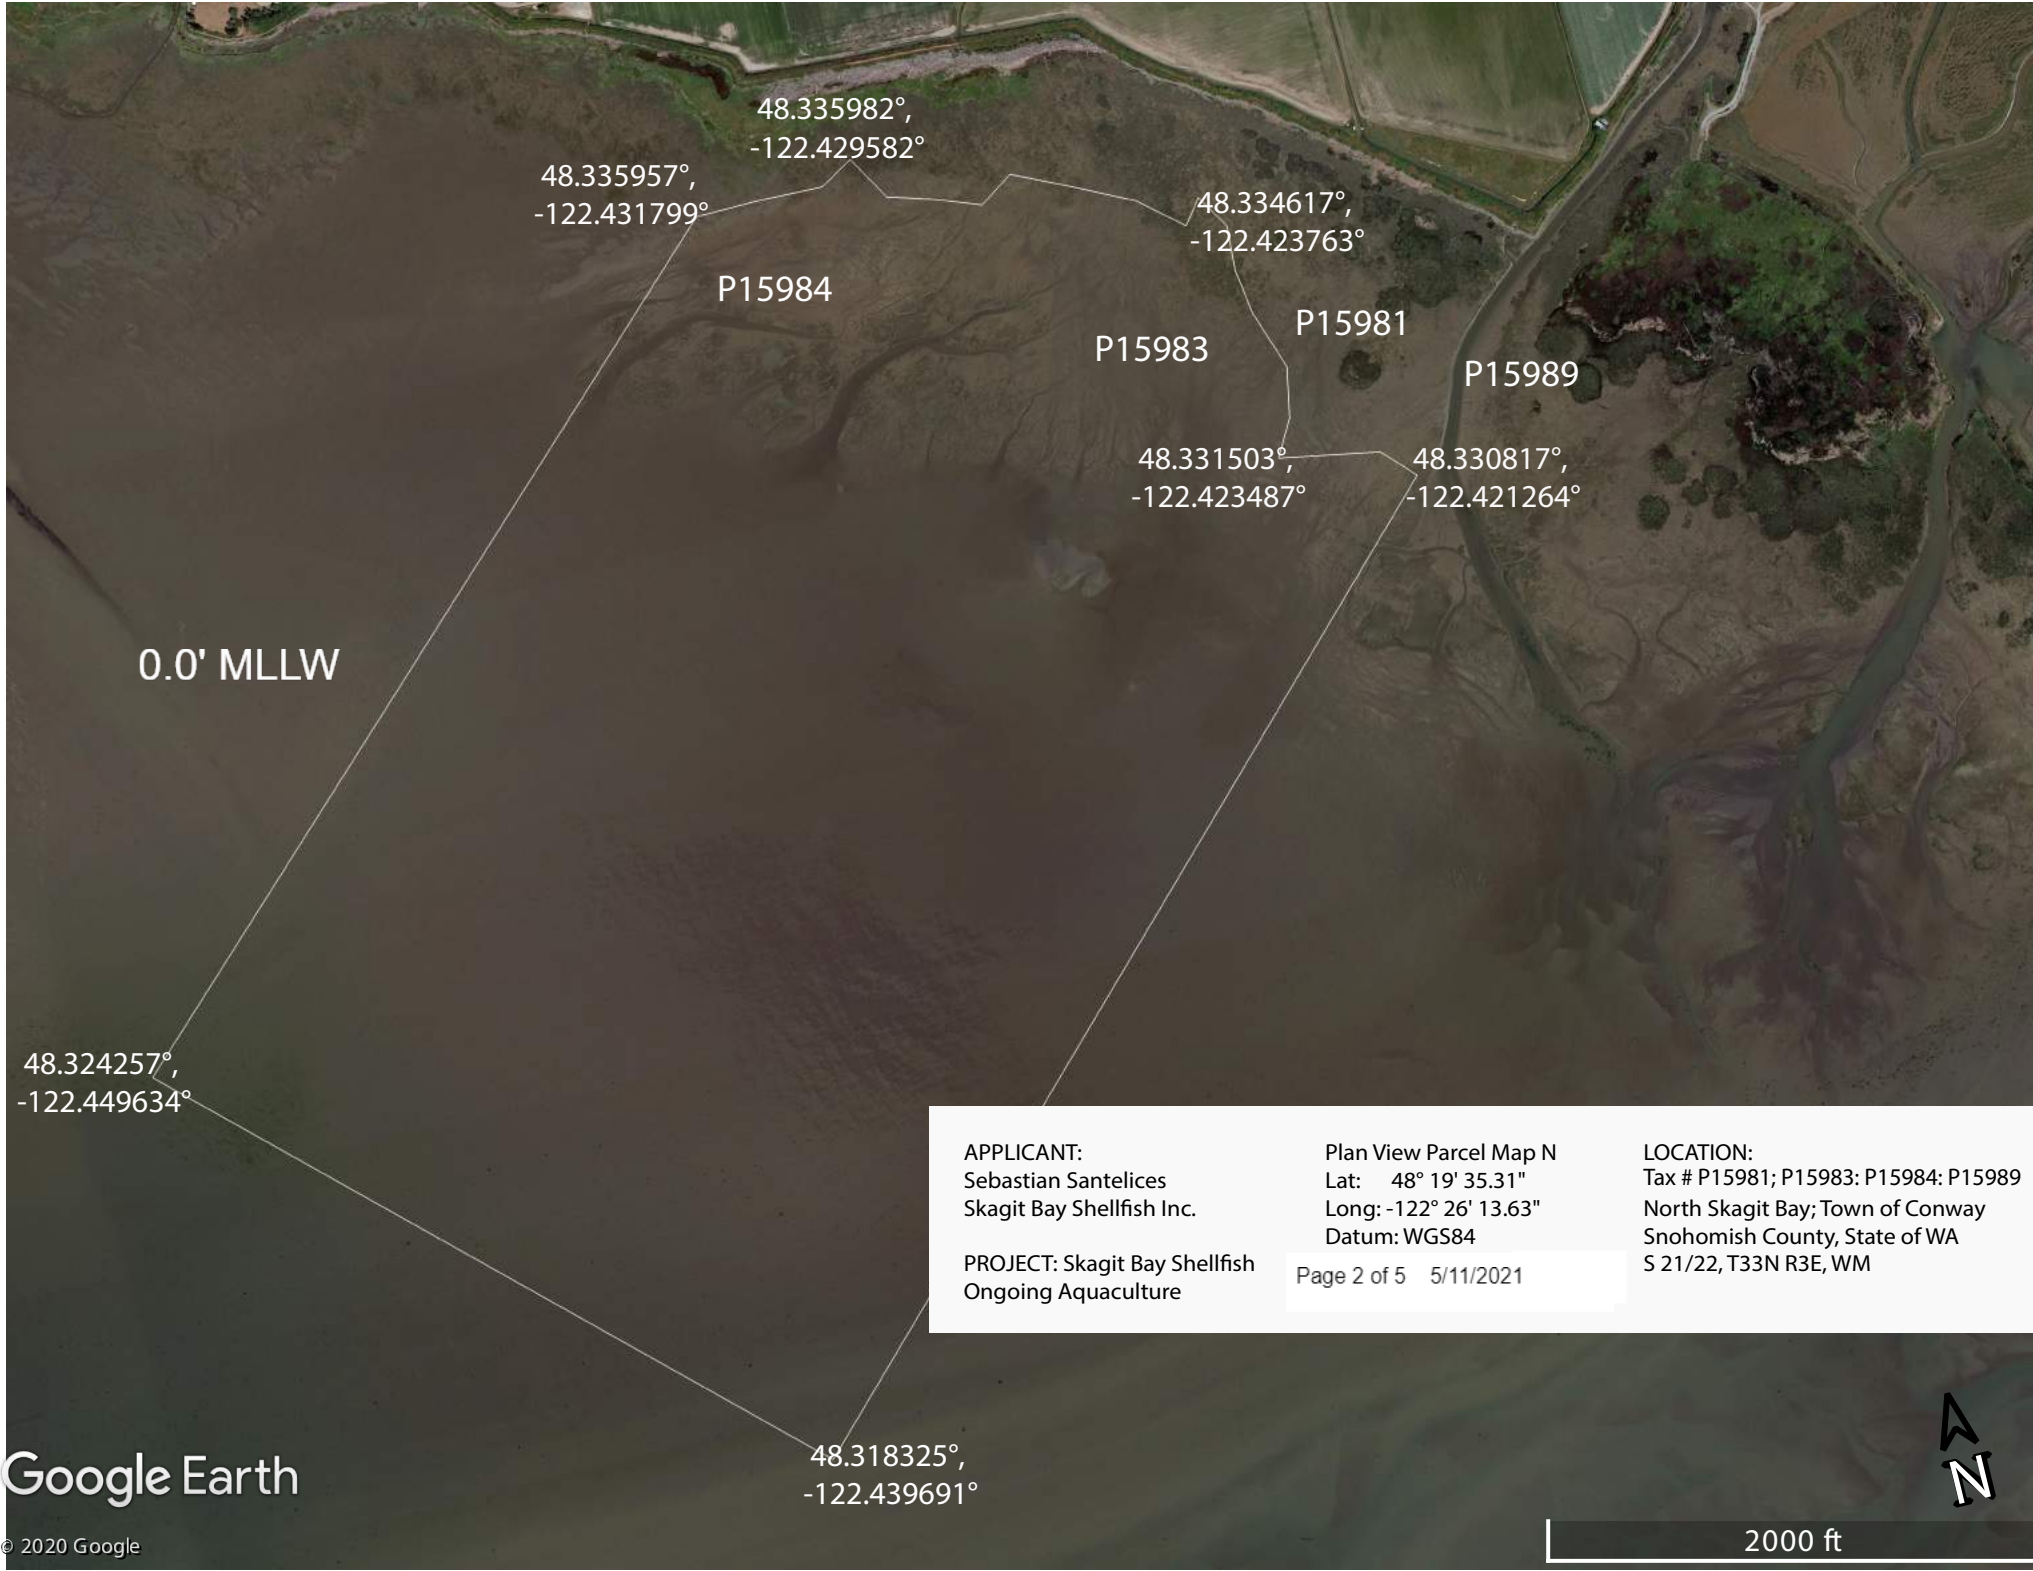 48.335982°,
-122.429582°
48.335957°,
-122.431799°
48.334617°,
-122.423763°
P15984
P15981
P15983
P15989
48.331503°,
-122.423487°
48.330817°,
-122.421264°
0.0' MLLW
48.324257°,
-122.449634°
APPLICANT:
Sebastian Santelices
Skagit Bay Shellfish Inc.
PROJECT: Skagit Bay Shellfish
Ongoing Aquaculture
Plan View Parcel Map N
Lat: 48° 19' 35.31"
Long: -122° 26' 13.63"
Datum: WGS84
Page 2 of 5 5/11/2021
LOCATION:
Tax # P15981; P15983: P15984: P15989
North Skagit Bay; Town of Conway
Snohomish County, State of WA
S 21/22, T33N R3E, WM
48.318325°,
-122.439691°
Google Earth
© 2020 Google
N
2000 ft